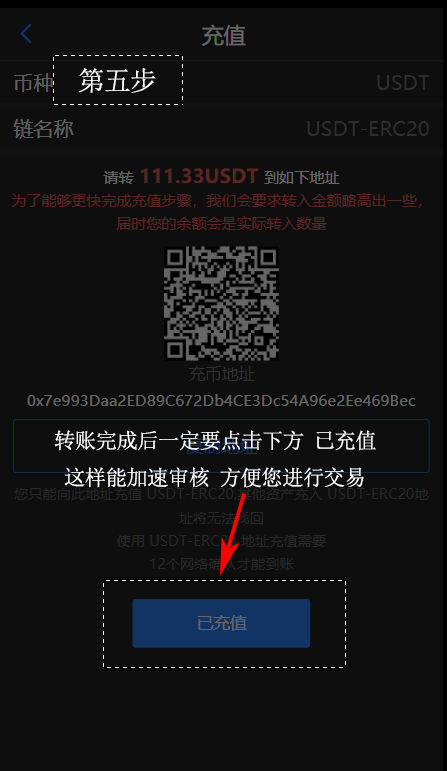 充值
币种
第五步
USDT
链名称
USDT-ERC20
请转 111.33USDT 到如下地址
为了能够更快完成充值步骤，我们会要求转入金额略高出一些，
届时您的余额会是实际转入数量
充币地址
0x7e993Daa2ED89C672Db4CE3Dc54A96e2Ee469Bec
转账完成后一定要点击下方 已充值
这样能加速审核 方便您进行交易
您只能向此地址充值 USDT-ERC20,其他资产充入 USDT-ERC20地
址将无法找回
使用 USDT-ERC20 地址充值需要
12个网络确认才能到账
已充值